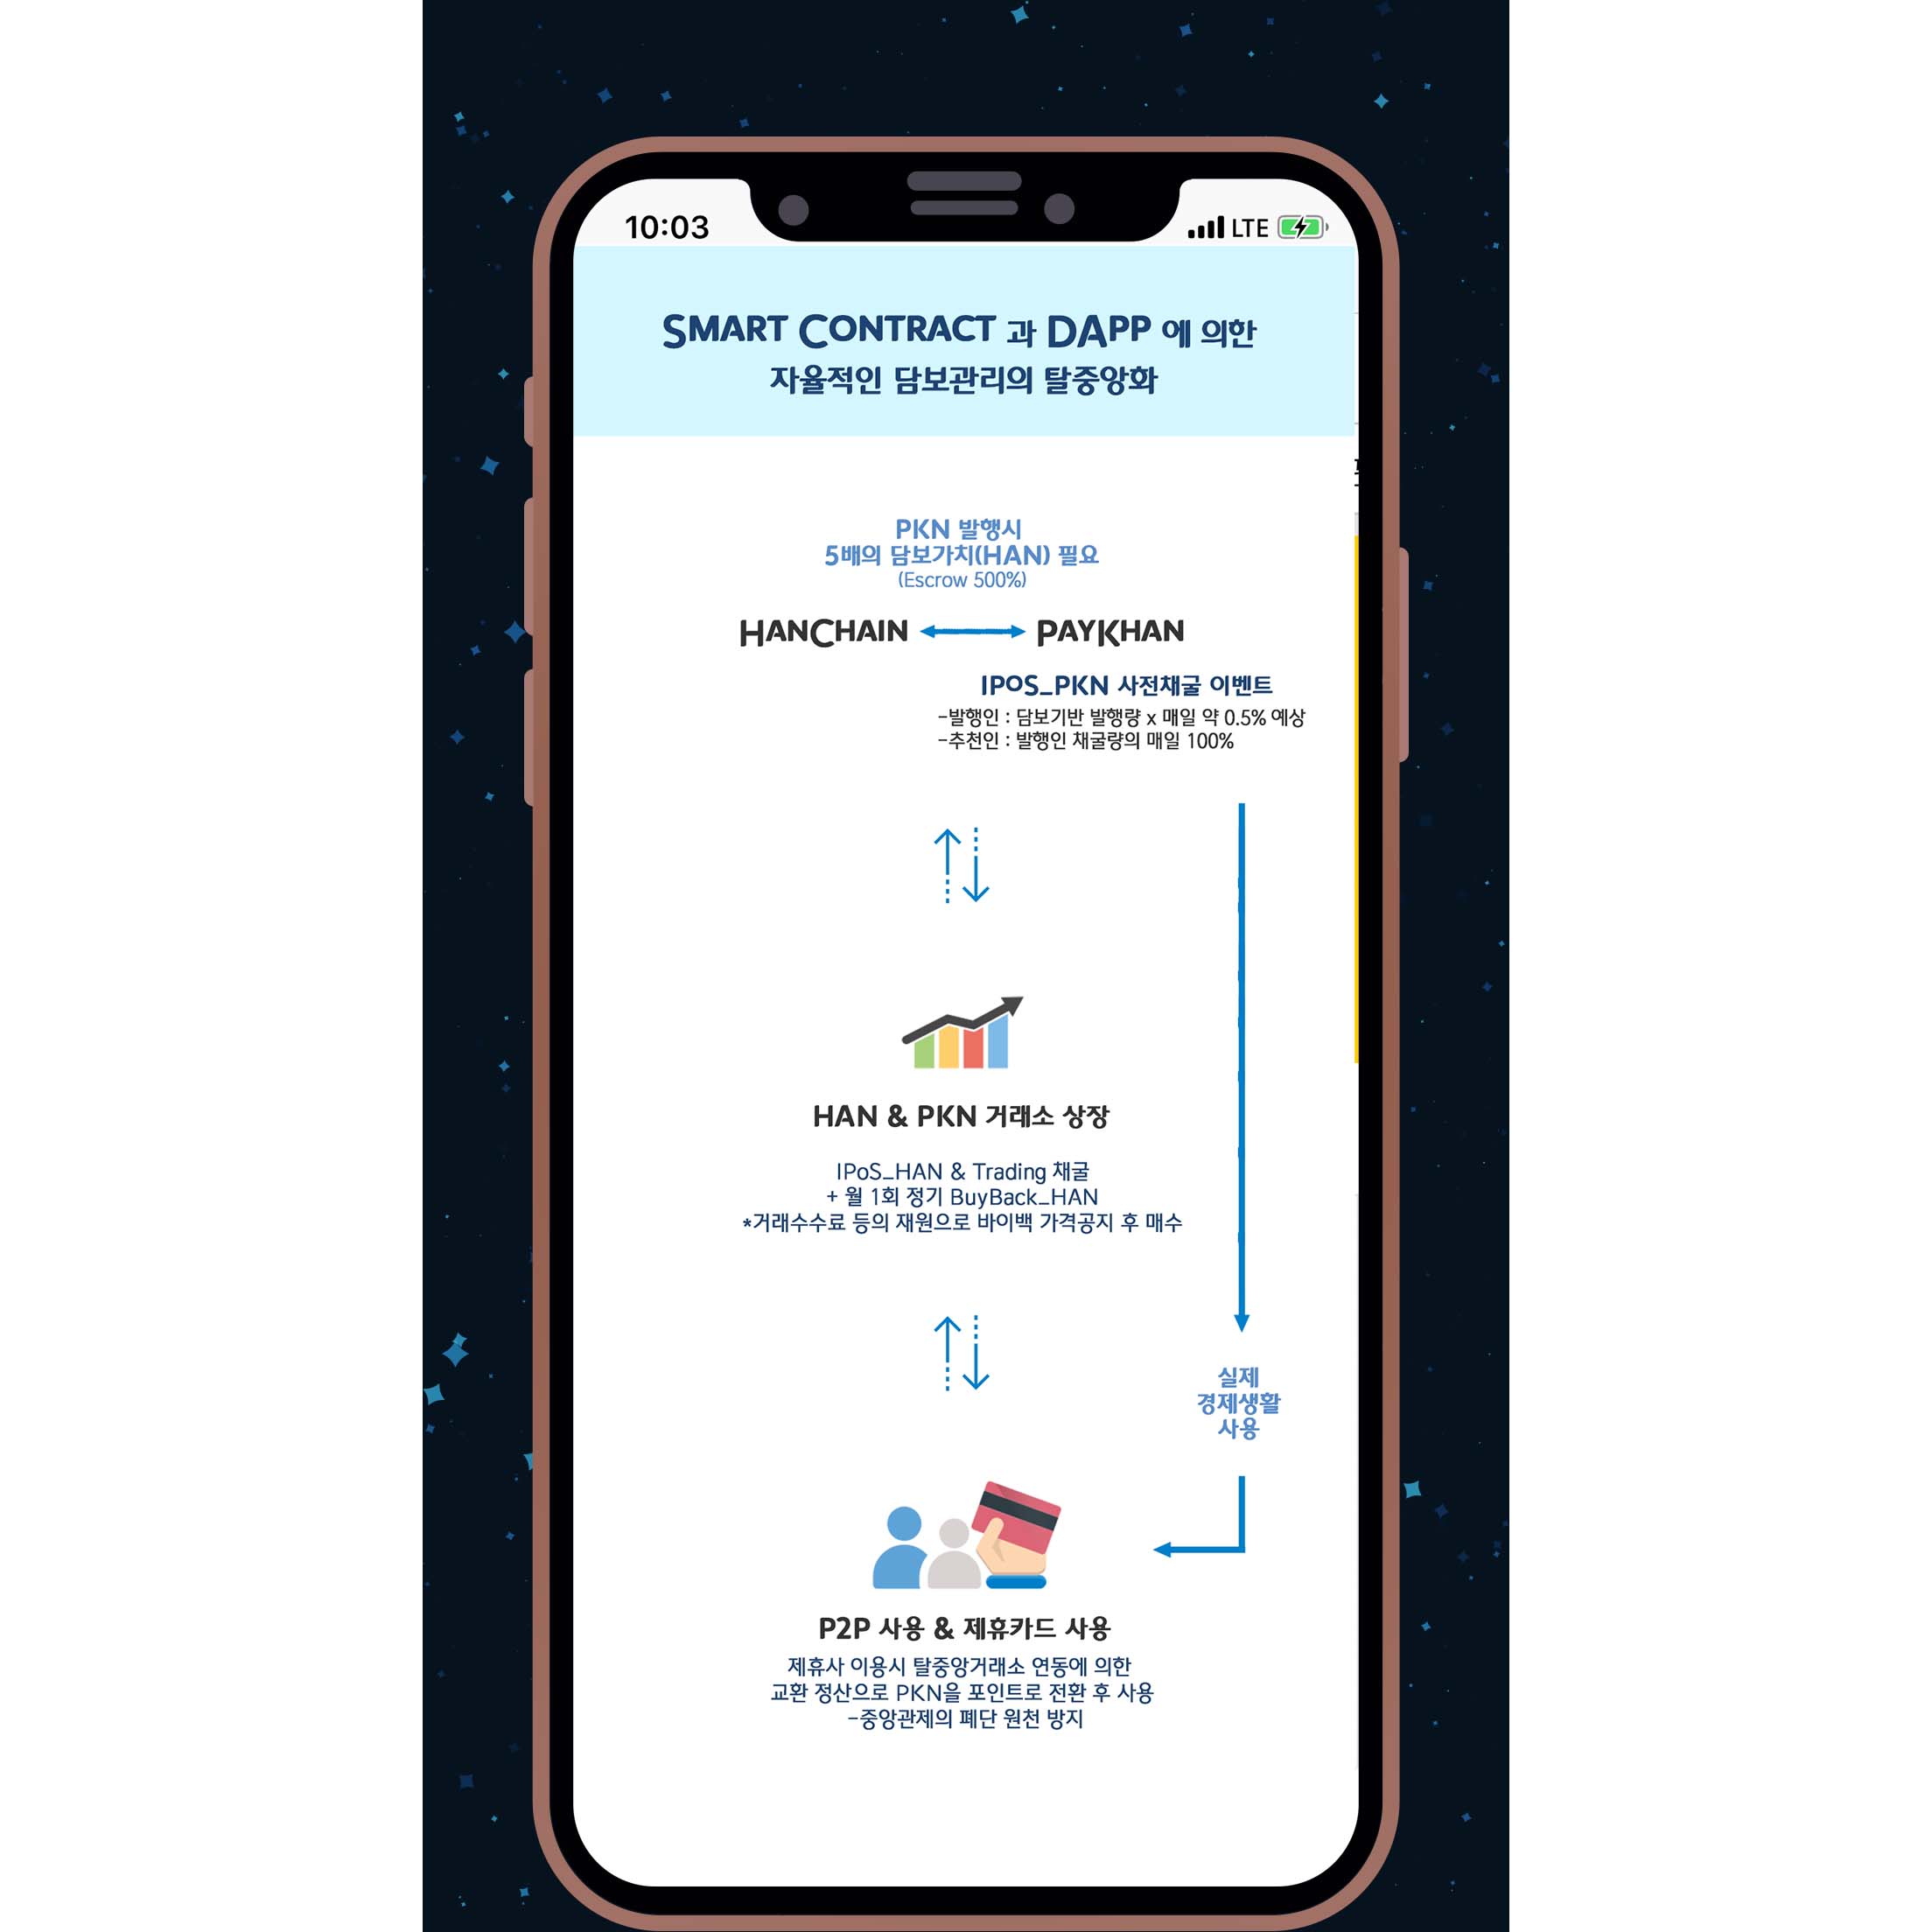 10:03
LTE
SMART CONTRACT 과 DAPP 에 의한
자율적인 담보관리의 탈중앙화
PKN 발행시
5배의 담보가치(HAN) 필요
(Escrow 500%)
HANCHAIN PAYKHAN
IPOS_PKN 사전채굴 이벤트
-발행인 : 담보기반 발행량 x 매일 약 0.5% 예상
-추천인 : 발행인 채굴량의 매일 100%
HAN & PKN 거래소 상장
IPoS_HAN & Trading 채굴
+ 월 1회 정기 BuyBack_HAN
*거래수수료 등의 재원으로 바이백 가격공지 후 매수
실제
경제생활
사용
P2P 사용 & 제휴카드 사용
제휴사 이용시 탈중앙거래소 연동에 의한
교환 정산으로 PKN을 포인트로 전환 후 사용
-중앙관제의 폐단 원천 방지